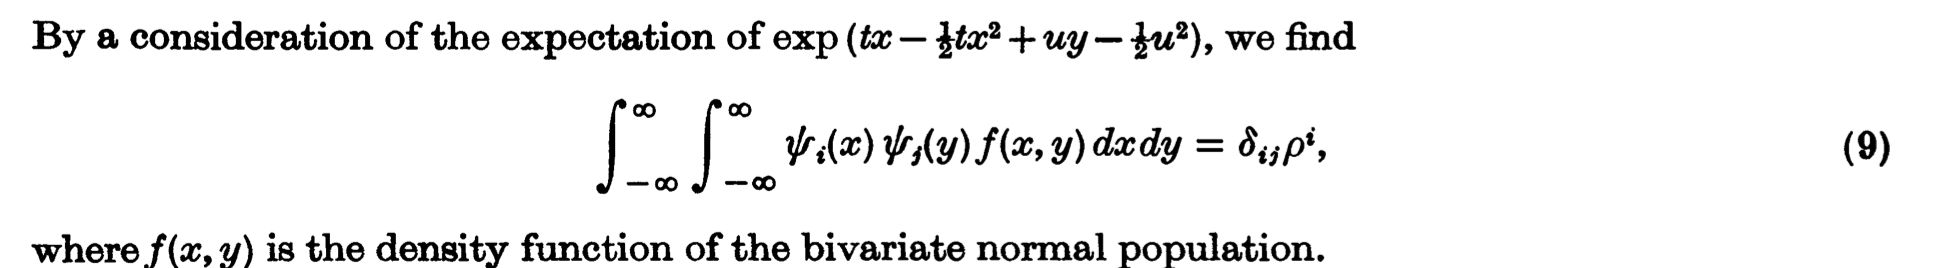 By a consideration of the expectation of exp (tx − ½tx² + uy − ½u²), we find
∫_{−∞}^{∞} ∫_{−∞}^{∞} ψ_i(x) ψ_j(y) f(x, y) dx dy = δ_{ij}ρ^i, (9)
where f(x, y) is the density function of the bivariate normal population.